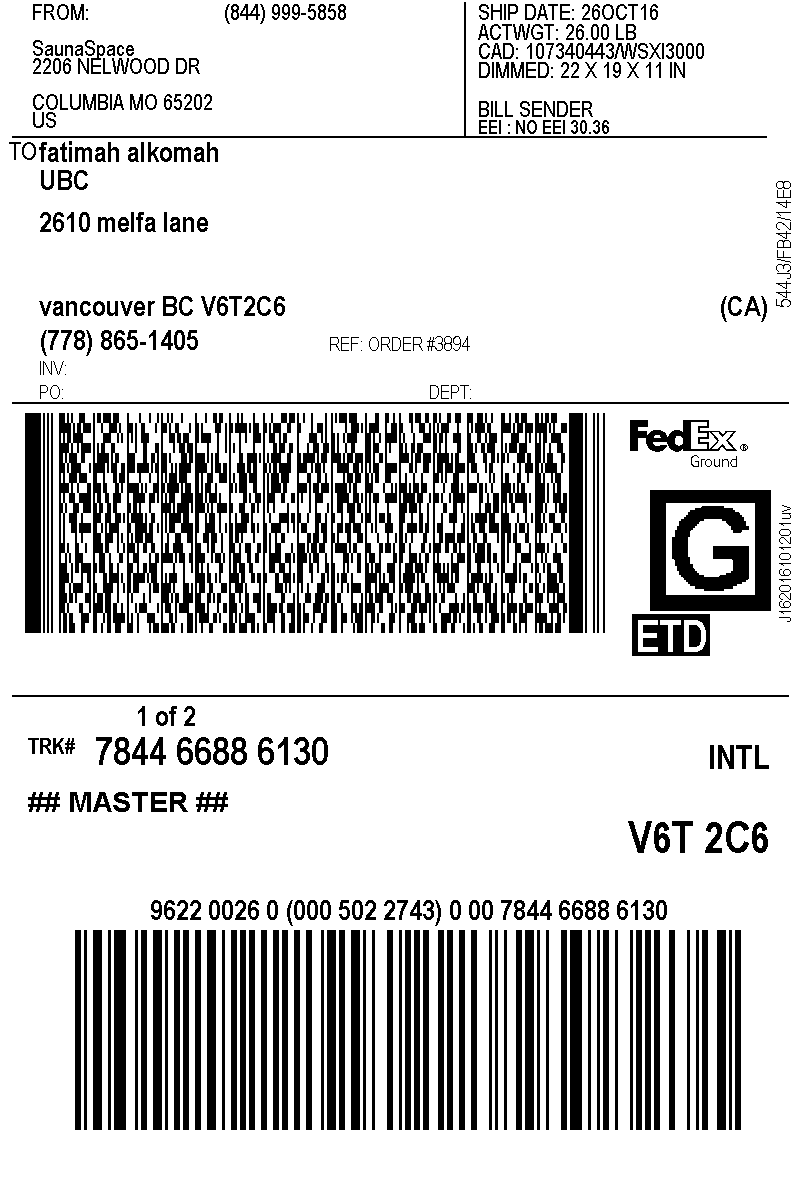 FROM: (844) 999-5858
SaunaSpace
2206 NELWOOD DR
COLUMBIA MO 65202
US
SHIP DATE: 26OCT16
ACTWGT: 26.00 LB
CAD: 107340443/WSXI3000
DIMMED: 22 X 19 X 11 IN
BILL SENDER
EEI : NO EEI 30.36
TO fatimah alkomah
UBC
2610 melfa lane
vancouver BC V6T2C6 (CA)
(778) 865-1405 REF: ORDER #3894
INV:
PO: DEPT:
544J3/FB42/14E8
FedEx®
Ground
G
ETD
J162016101201uv
1 of 2
TRK# 7844 6688 6130 INTL
## MASTER ##
V6T 2C6
9622 0026 0 (000 502 2743) 0 00 7844 6688 6130